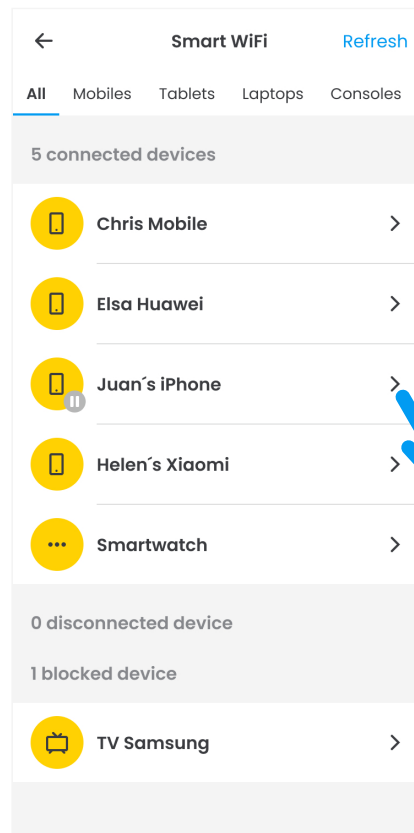 Smart WiFi Refresh
All Mobiles Tablets Laptops Consoles
5 connected devices
Chris Mobile
Elsa Huawei
Juan´s iPhone
Helen´s Xiaomi
Smartwatch
0 disconnected device
1 blocked device
TV Samsung